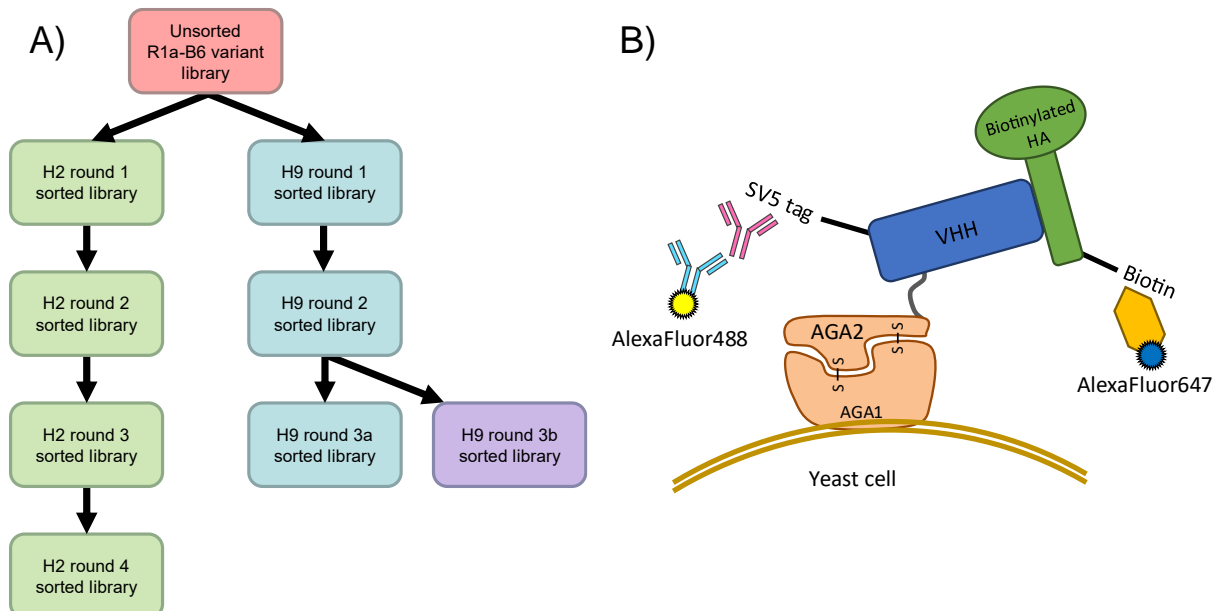 A)
Unsorted
R1a-B6 variant
library
H2 round 1
sorted library
H9 round 1
sorted library
H2 round 2
sorted library
H9 round 2
sorted library
H2 round 3
sorted library
H9 round 3a
sorted library
H9 round 3b
sorted library
H2 round 4
sorted library
B)
Biotinylated
HA
SV5 tag
VHH
Biotin
AlexaFluor488
AGA2
S
S
S
S
AlexaFluor647
AGA1
Yeast cell